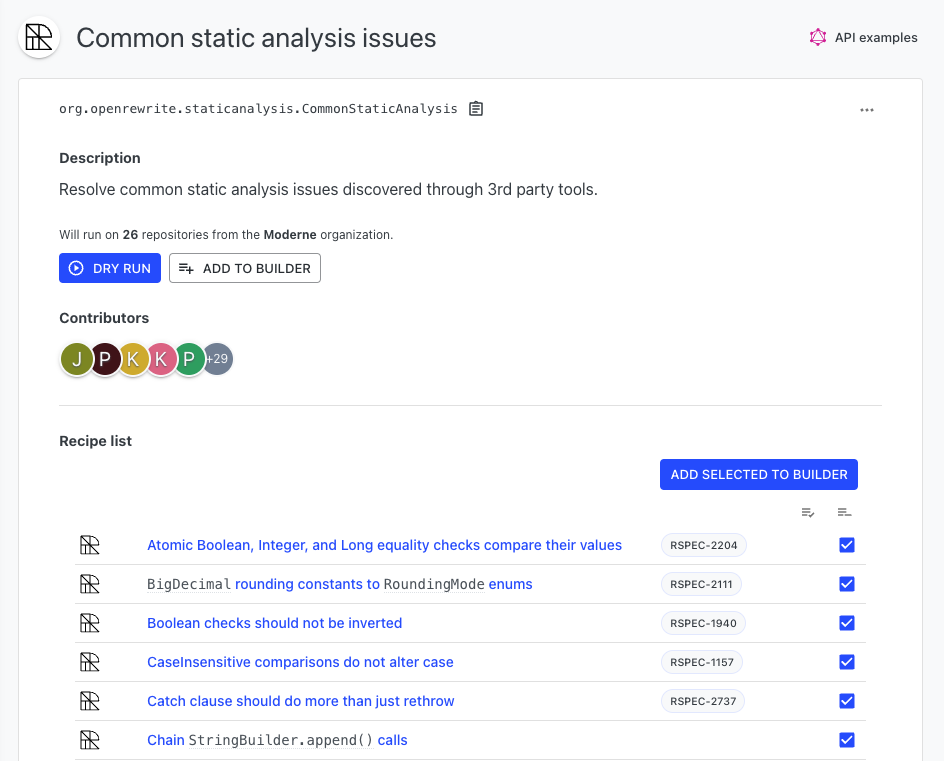 Common static analysis issues
API examples
org.openrewrite.staticanalysis.CommonStaticAnalysis
Description
Resolve common static analysis issues discovered through 3rd party tools.
Will run on 26 repositories from the Moderne organization.
DRY RUN
ADD TO BUILDER
Contributors
J P K K P +29
Recipe list
ADD SELECTED TO BUILDER
Atomic Boolean, Integer, and Long equality checks compare their values RSPEC-2204
BigDecimal rounding constants to RoundingMode enums RSPEC-2111
Boolean checks should not be inverted RSPEC-1940
CaseInsensitive comparisons do not alter case RSPEC-1157
Catch clause should do more than just rethrow RSPEC-2737
Chain StringBuilder.append() calls